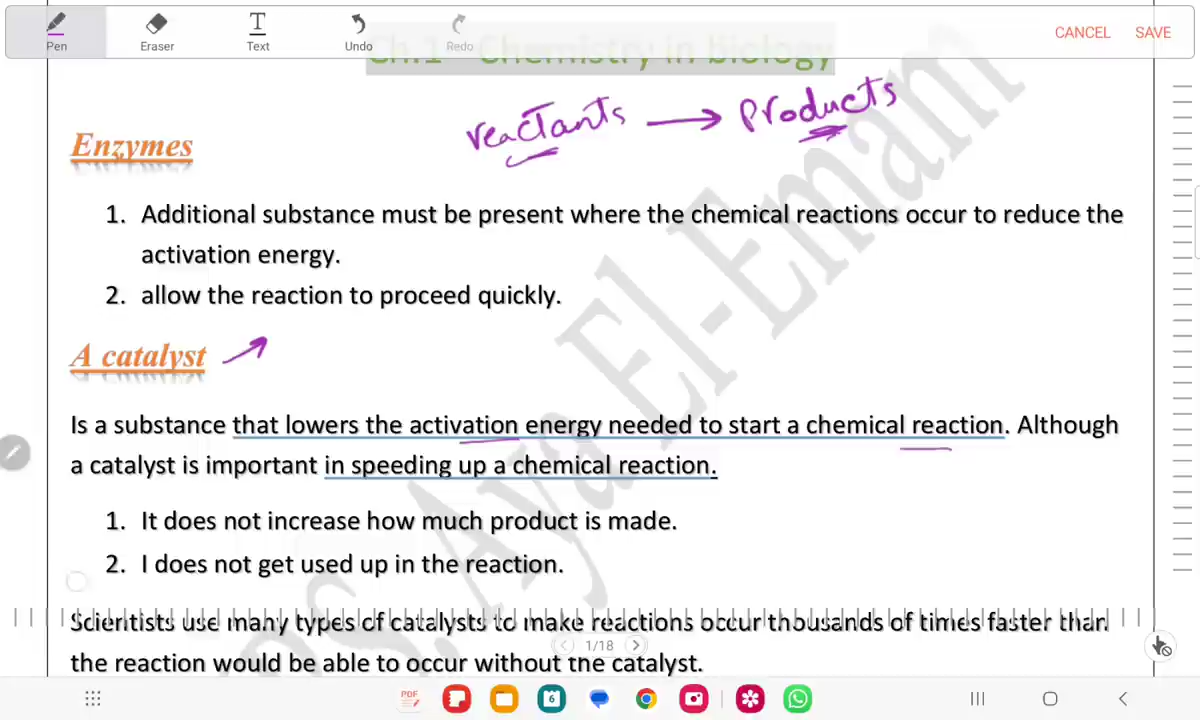 Pen
Eraser
Text
Undo
Redo
CANCEL
SAVE
Ch.1 Chemistry in biology
reactants → products
Enzymes
1. Additional substance must be present where the chemical reactions occur to reduce the
activation energy.
2. allow the reaction to proceed quickly.
A catalyst
Is a substance that lowers the activation energy needed to start a chemical reaction. Although
a catalyst is important in speeding up a chemical reaction.
1. It does not increase how much product is made.
2. I does not get used up in the reaction.
Scientists use many types of catalysts to make reactions occur thousands of times faster than
1/18
the reaction would be able to occur without the catalyst.
Aya El-Emam
PDF
6